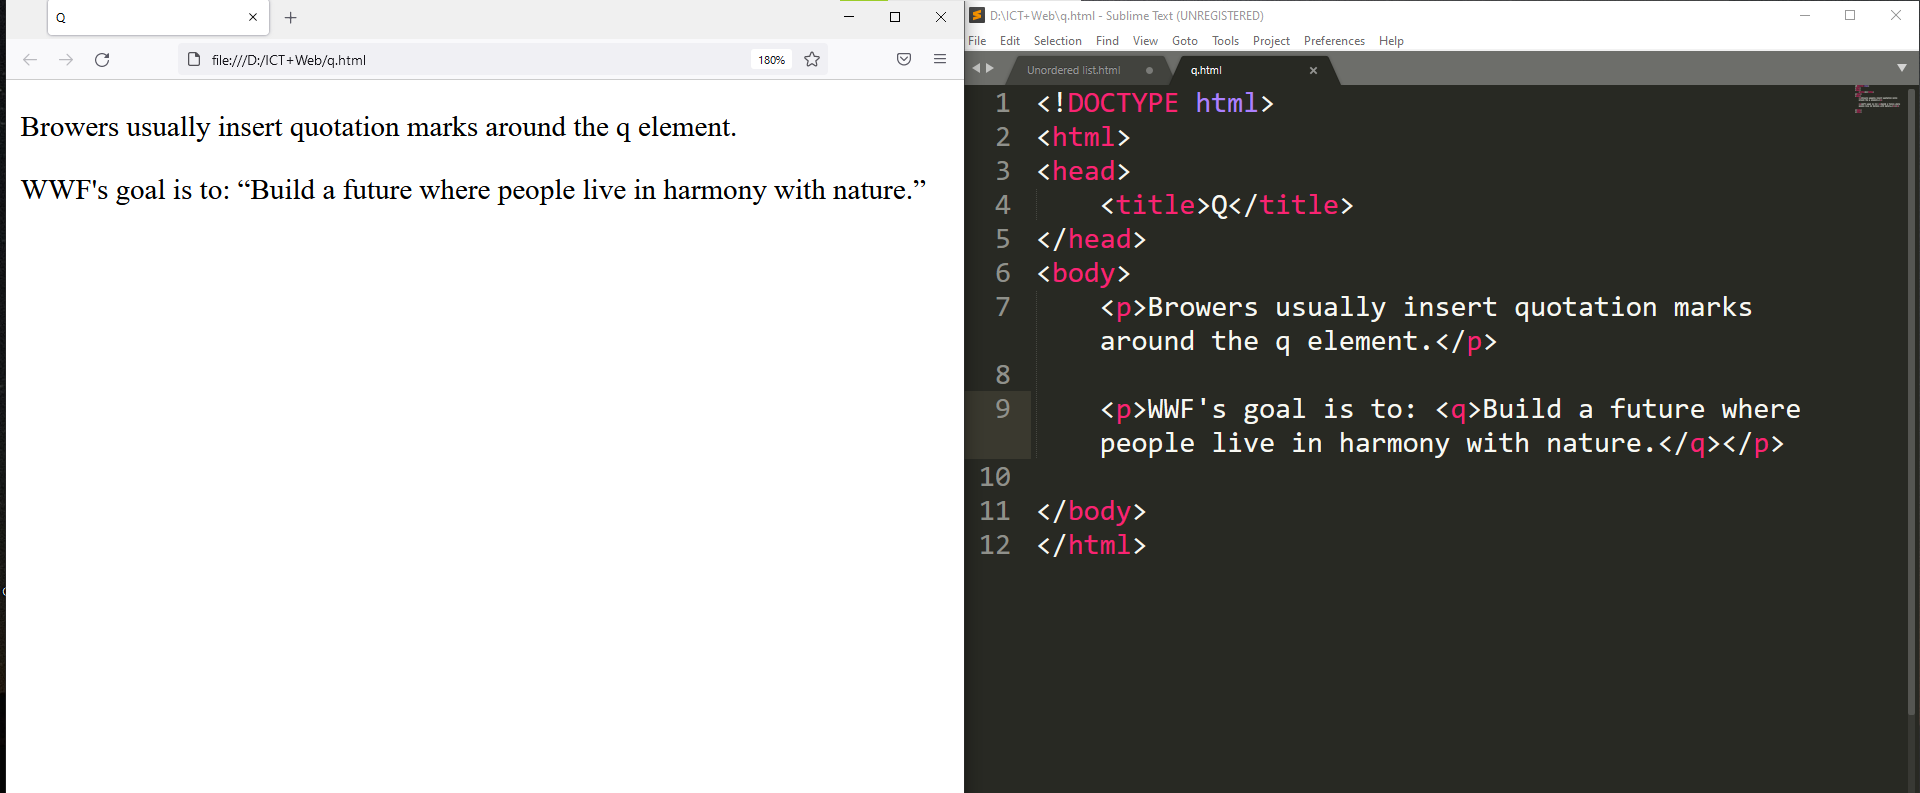 Q
file:///D:/ICT+Web/q.html
180%
Browers usually insert quotation marks around the q element.
WWF's goal is to: “Build a future where people live in harmony with nature.”
D:\ICT+Web\q.html - Sublime Text (UNREGISTERED)
File Edit Selection Find View Goto Tools Project Preferences Help
Unordered list.html q.html
1 <!DOCTYPE html>
2 <html>
3 <head>
4 <title>Q</title>
5 </head>
6 <body>
7 <p>Browers usually insert quotation marks
around the q element.</p>
8
9 <p>WWF's goal is to: <q>Build a future where
people live in harmony with nature.</q></p>
10
11 </body>
12 </html>